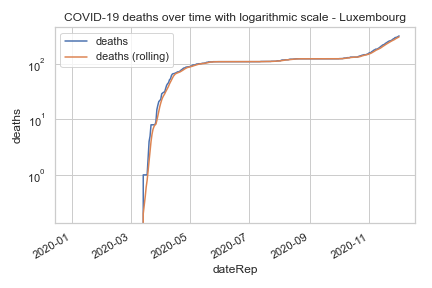 COVID-19 deaths over time with logarithmic scale - Luxembourg
deaths
deaths (rolling)
10²
10¹
10⁰
deaths
2020-01
2020-03
2020-05
2020-07
2020-09
2020-11
dateRep